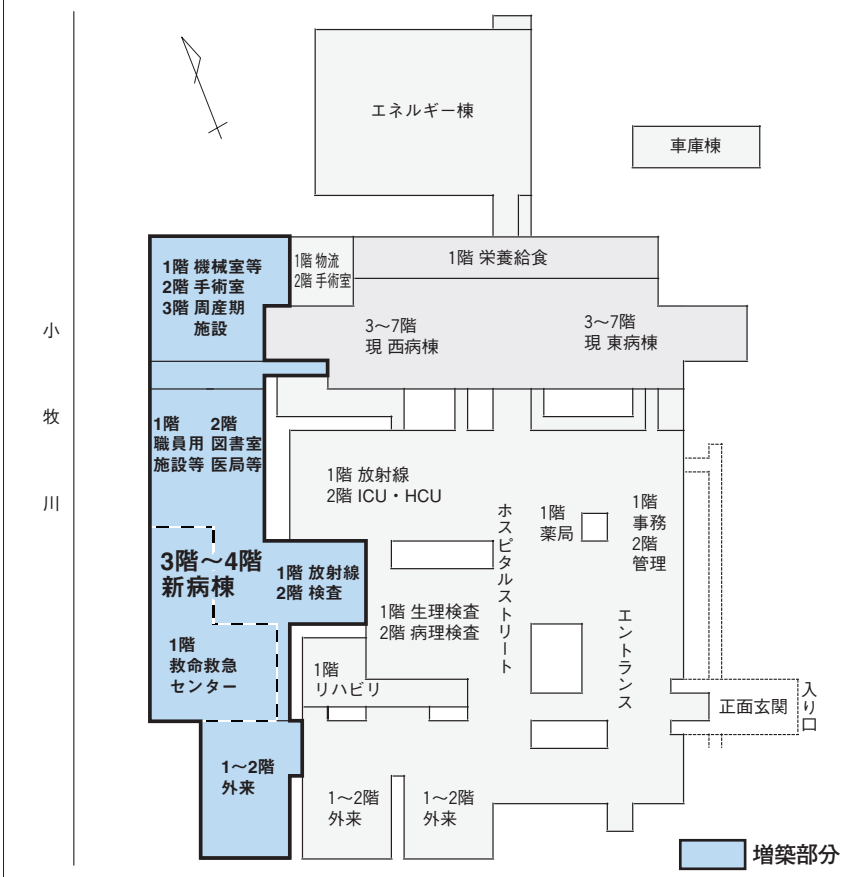 エネルギー棟
車庫棟
1階 機械室等
2階 手術室
3階 周産期
施設
1階 物流
2階 手術室
1階 栄養給食
3〜7階
現 西病棟
3〜7階
現 東病棟
小牧川
1階
職員用
施設等
2階
図書室
医局等
1階 放射線
2階 ICU・HCU
ホスピタルストリート
1階
薬局
1階
事務
2階
管理
3階〜4階
新病棟
1階 放射線
2階 検査
1階 生理検査
2階 病理検査
エントランス
1階
救命救急
センター
1階
リハビリ
正面玄関
入り口
1〜2階
外来
1〜2階
外来
1〜2階
外来
増築部分